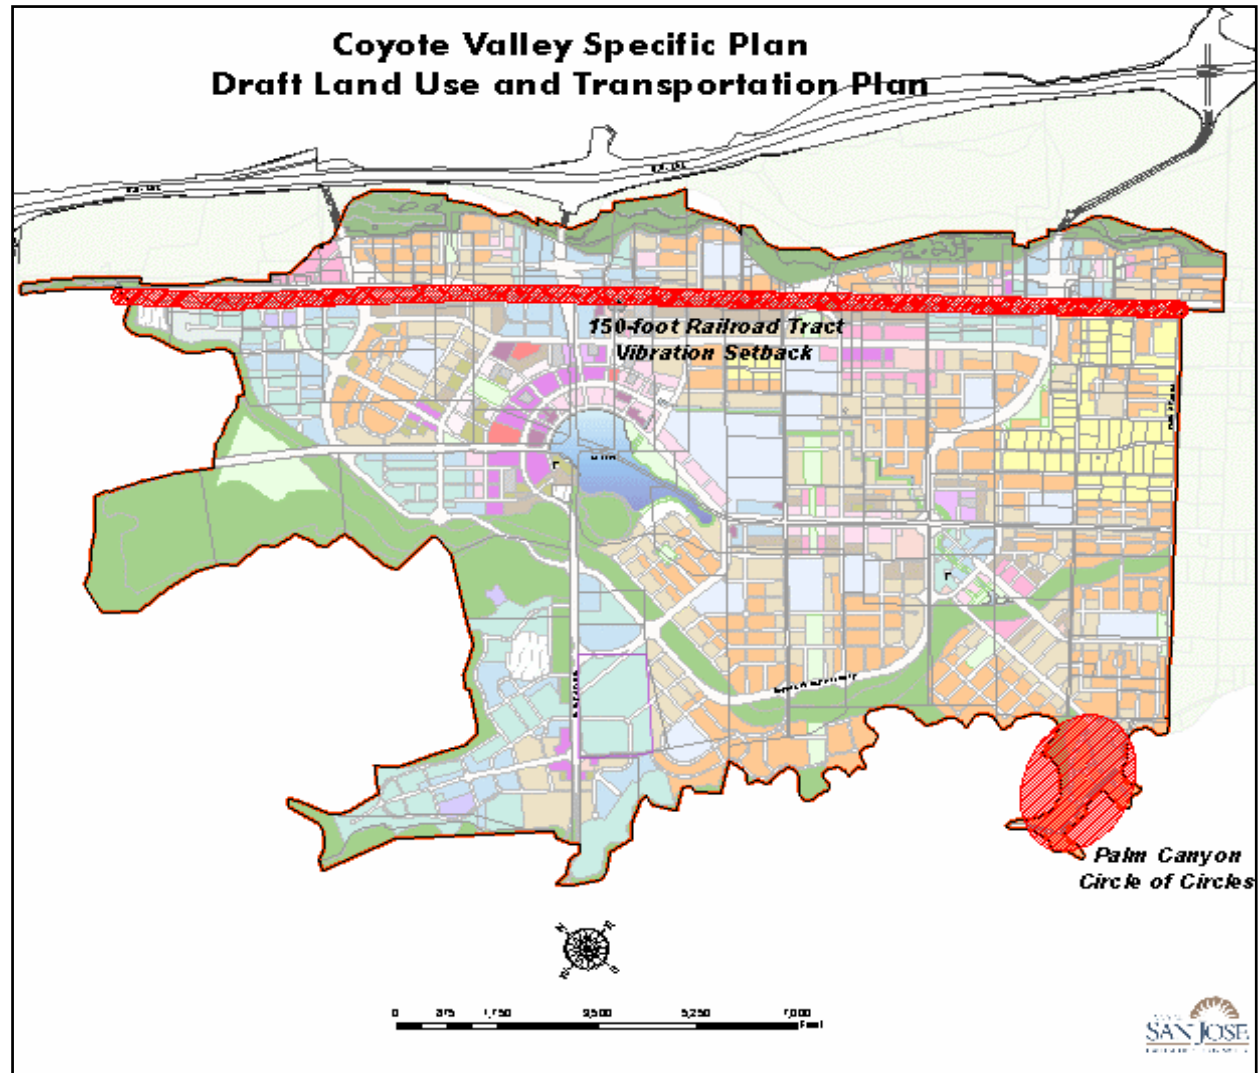 Coyote Valley Specific Plan
Draft Land Use and Transportation Plan
150-foot Railroad Tract
Vibration Setback
Palm Canyon
Circle of Circles
0 875 1,750 3,500 5,250 7,000
Feet
SAN JOSE